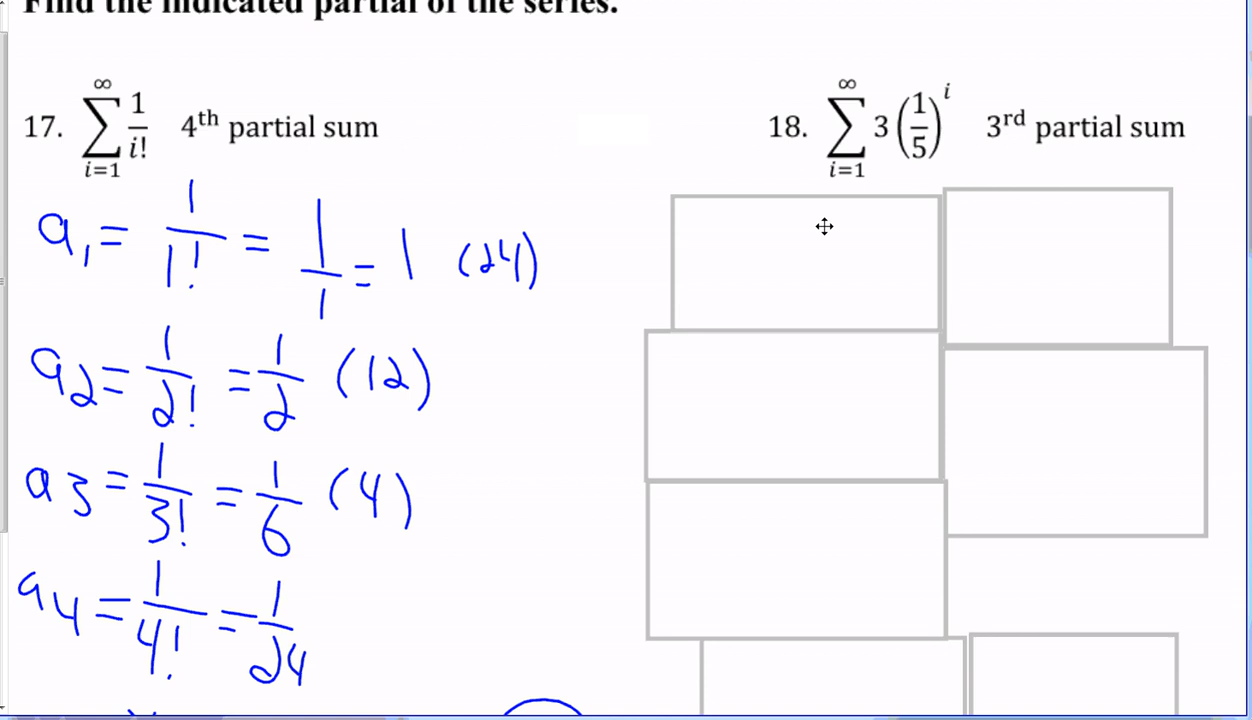 Find the indicated partial of the series.
17. ∞ ∑ i=1 1/i! 4th partial sum
18. ∞ ∑ i=1 3(1/5)^i 3rd partial sum
a1 = 1/1! = 1/1 = 1 (24)
a2 = 1/2! = 1/2 (12)
a3 = 1/3! = 1/6 (4)
a4 = 1/4! = 1/24